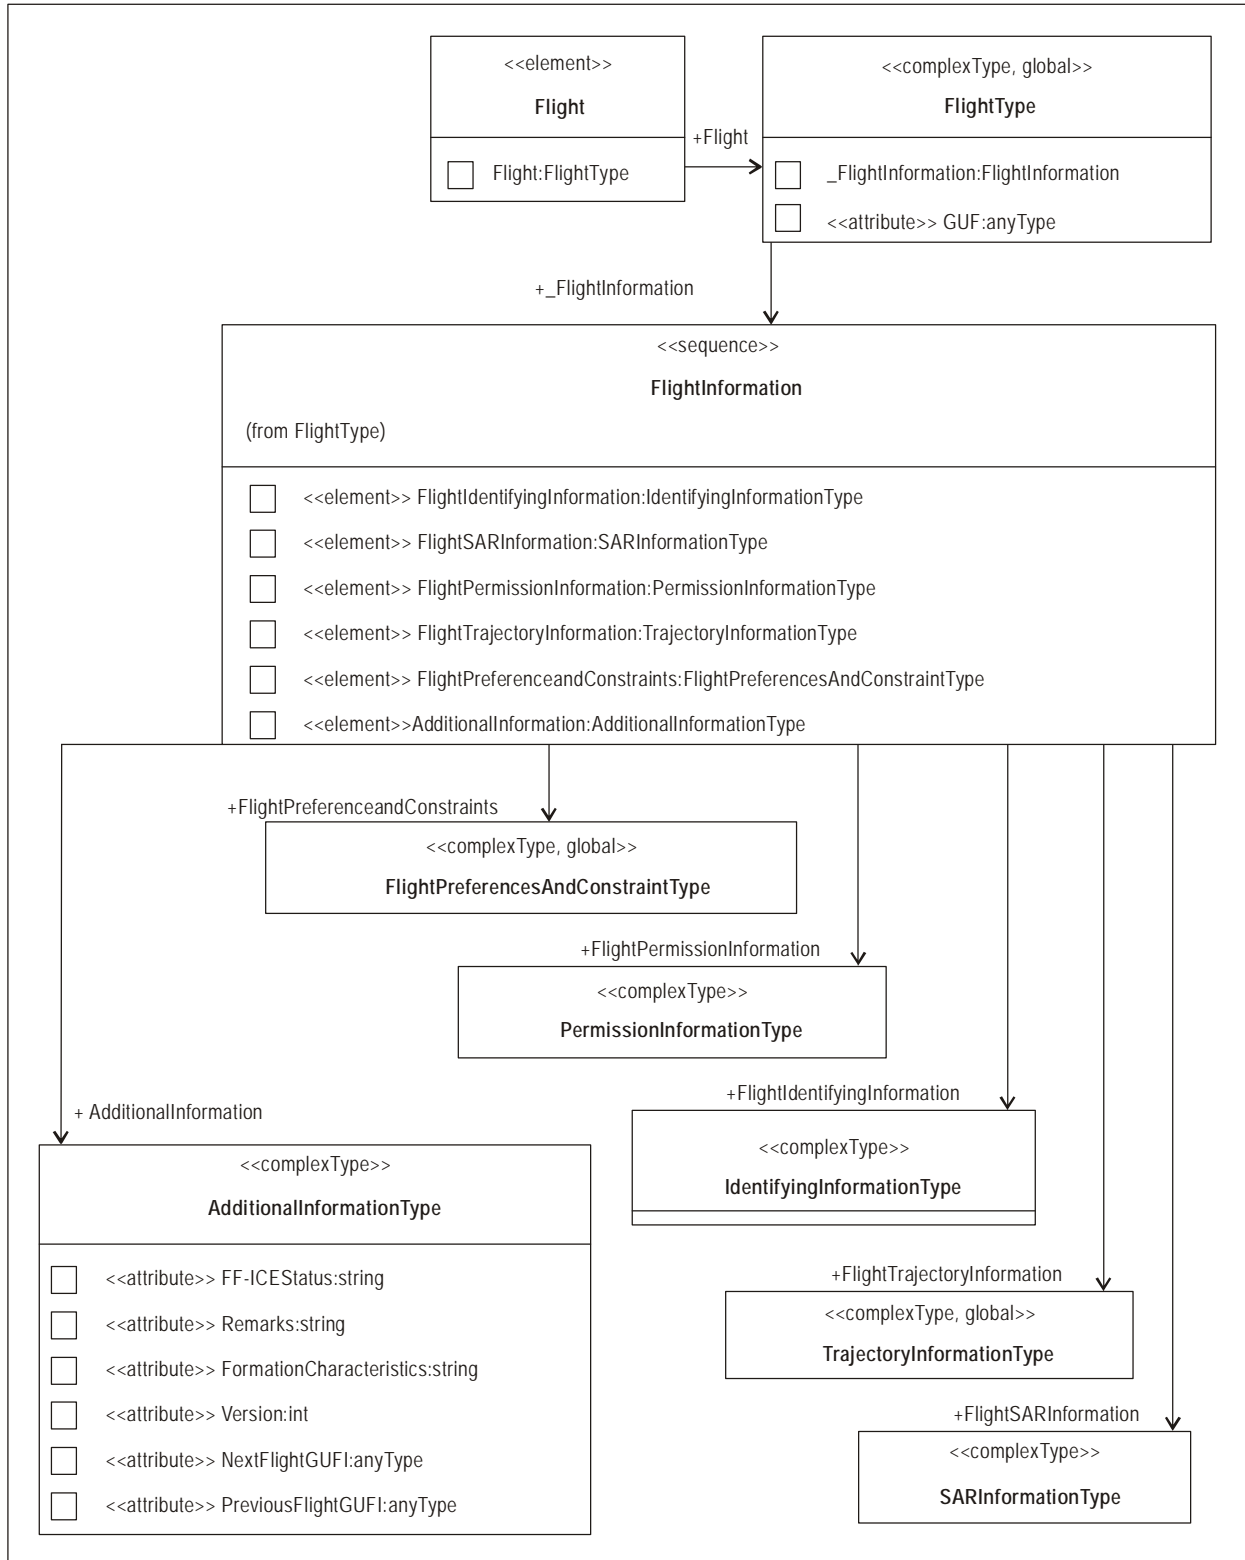 <<element>>
Flight
Flight:FlightType
+Flight
<<complexType, global>>
FlightType
_FlightInformation:FlightInformation
<<attribute>> GUF:anyType
+_FlightInformation
<<sequence>>
FlightInformation
(from FlightType)
<<element>> FlightIdentifyingInformation:IdentifyingInformationType
<<element>> FlightSARInformation:SARInformationType
<<element>> FlightPermissionInformation:PermissionInformationType
<<element>> FlightTrajectoryInformation:TrajectoryInformationType
<<element>> FlightPreferenceandConstraints:FlightPreferencesAndConstraintType
<<element>>AdditionalInformation:AdditionalInformationType
+FlightPreferenceandConstraints
<<complexType, global>>
FlightPreferencesAndConstraintType
+FlightPermissionInformation
<<complexType>>
PermissionInformationType
+FlightIdentifyingInformation
<<complexType>>
IdentifyingInformationType
+ AdditionalInformation
<<complexType>>
AdditionalInformationType
<<attribute>> FF-ICEStatus:string
<<attribute>> Remarks:string
<<attribute>> FormationCharacteristics:string
<<attribute>> Version:int
<<attribute>> NextFlightGUFI:anyType
<<attribute>> PreviousFlightGUFI:anyType
+FlightTrajectoryInformation
<<complexType, global>>
TrajectoryInformationType
+FlightSARInformation
<<complexType>>
SARInformationType